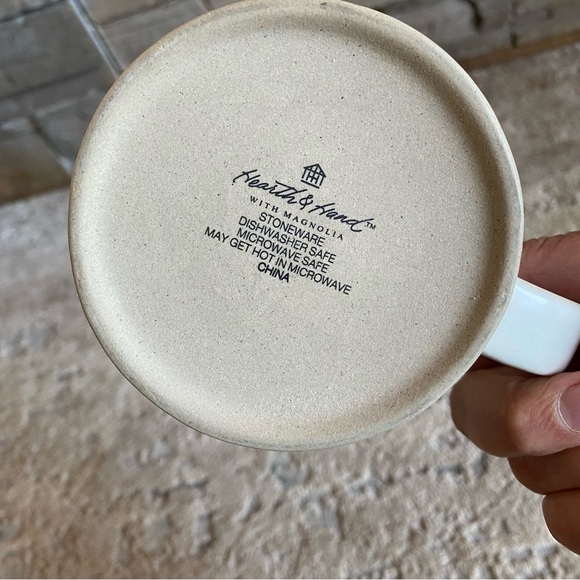 Hearth & Hand™
WITH MAGNOLIA
STONEWARE
DISHWASHER SAFE
MICROWAVE SAFE
MAY GET HOT IN MICROWAVE
CHINA